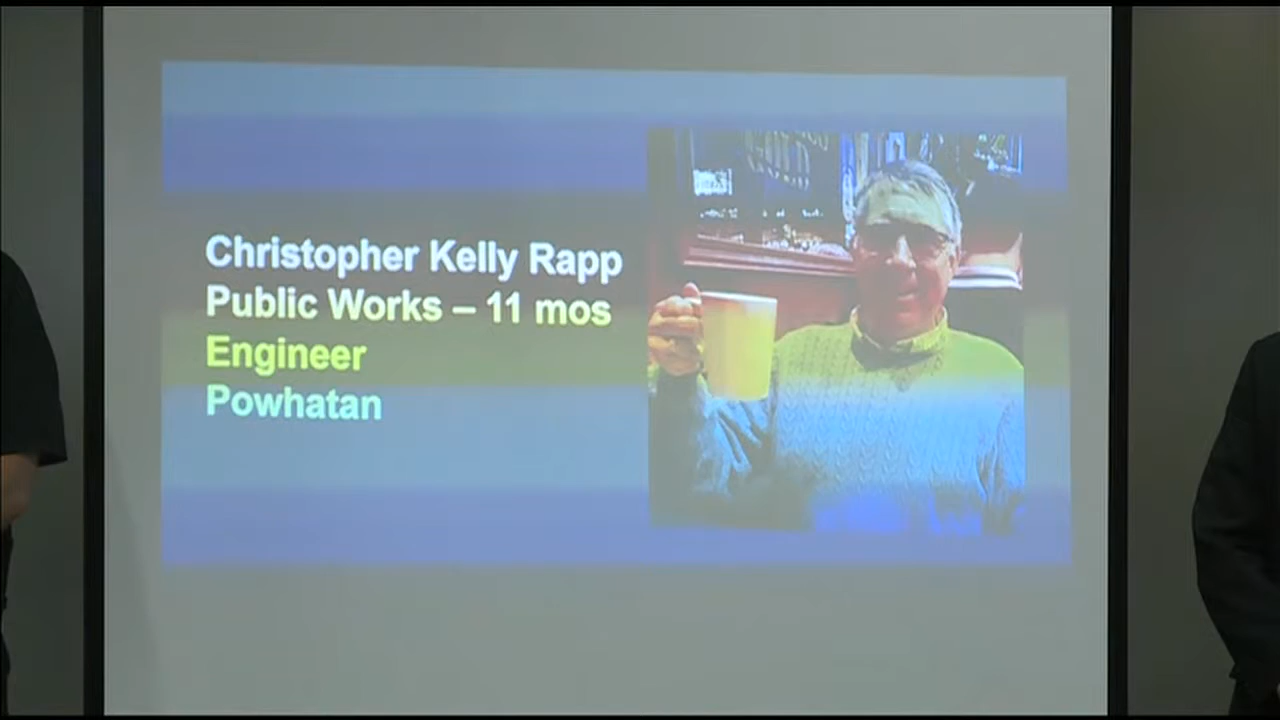 Christopher Kelly Rapp
Public Works – 11 mos
Engineer
Powhatan